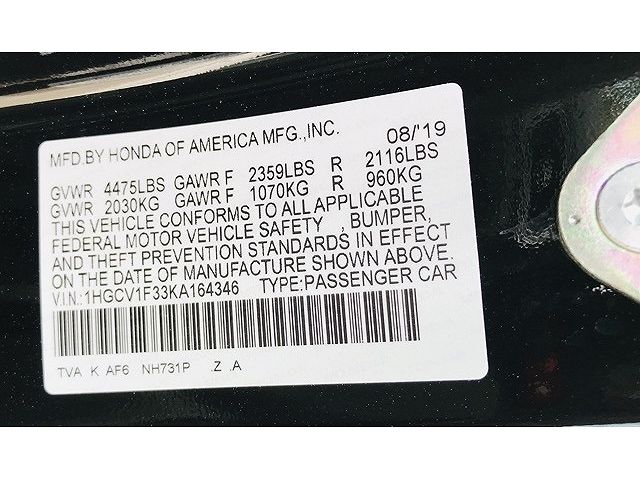 MFD.BY HONDA OF AMERICA MFG.,INC. 08/'19
GVWR 4475LBS GAWR F 2359LBS R 2116LBS
GVWR 2030KG GAWR F 1070KG R 960KG
THIS VEHICLE CONFORMS TO ALL APPLICABLE
FEDERAL MOTOR VEHICLE SAFETY , BUMPER,
AND THEFT PREVENTION STANDARDS IN EFFECT
ON THE DATE OF MANUFACTURE SHOWN ABOVE.
VIN:1HGCV1F33KA164346 TYPE:PASSENGER CAR
TVA K AF6 NH731P .Z .A